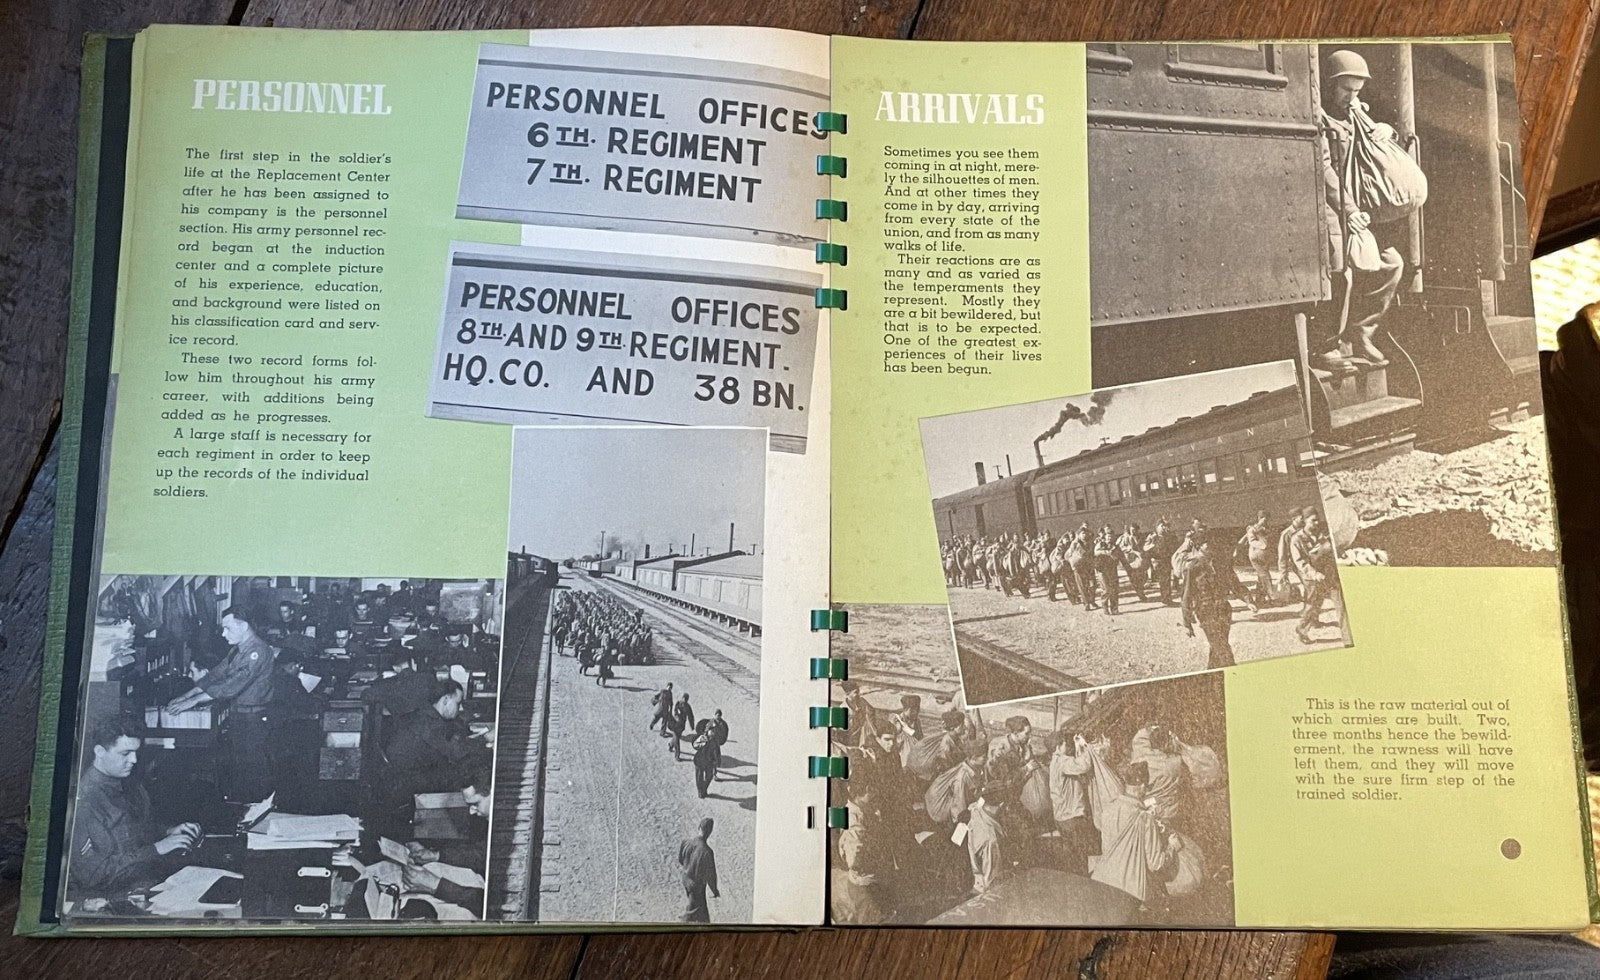 PERSONNEL
The first step in the soldier's
life at the Replacement Center
after he has been assigned to
his company is the personnel
section. His army personnel rec-
ord began at the induction
center and a complete picture
of his experience, education,
and background were listed on
his classification card and serv-
ice record.
These two record forms fol-
low him throughout his army
career, with additions being
added as he progresses.
A large staff is necessary for
each regiment in order to keep
up the records of the individual
soldiers.
PERSONNEL OFFICES
6TH. REGIMENT
7TH. REGIMENT
PERSONNEL OFFICES
8TH. AND 9TH. REGIMENT.
HQ. CO. AND 38 BN.
ARRIVALS
Sometimes you see them
coming in at night, mere-
ly the silhouettes of men.
And at other times they
come in by day, arriving
from every state of the
union, and from as many
walks of life.
Their reactions are as
many and as varied as
the temperaments they
represent. Mostly they
are a bit bewildered, but
that is to be expected.
One of the greatest ex-
periences of their lives
has been begun.
This is the raw material out of
which armies are built. Two,
three months hence the bewild-
erment, the rawness will have
left them, and they will move
with the sure firm step of the
trained soldier.